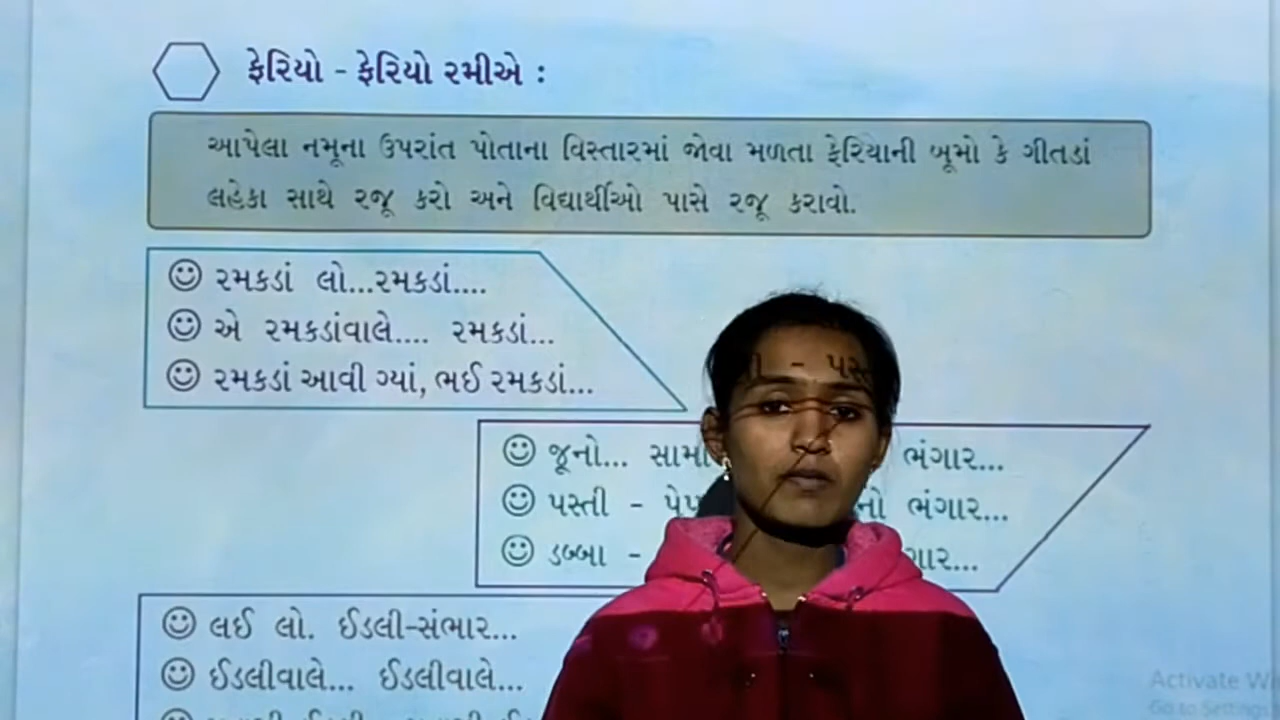 ફેરિયો - ફેરિયો રમીએ :
આપેલા નમૂના ઉપરાંત પોતાના વિસ્તારમાં જોવા મળતા ફેરિયાની બૂમો કે ગીતડાં
લહેકા સાથે રજૂ કરો અને વિદ્યાર્થીઓ પાસે રજૂ કરાવો.
રમકડાં લો...રમકડાં....
એ રમકડાંવાલે.... રમકડાં...
રમકડાં આવી ગ્યાં, ભઈ રમકડાં...
જૂનો... ભંગાર...
પસ્તી - ભંગાર...
ડબ્બા -
લઈ લો. ઈડલી-સંભાર...
ઈડલીવાલે... ઈડલીવાલે...
Activate